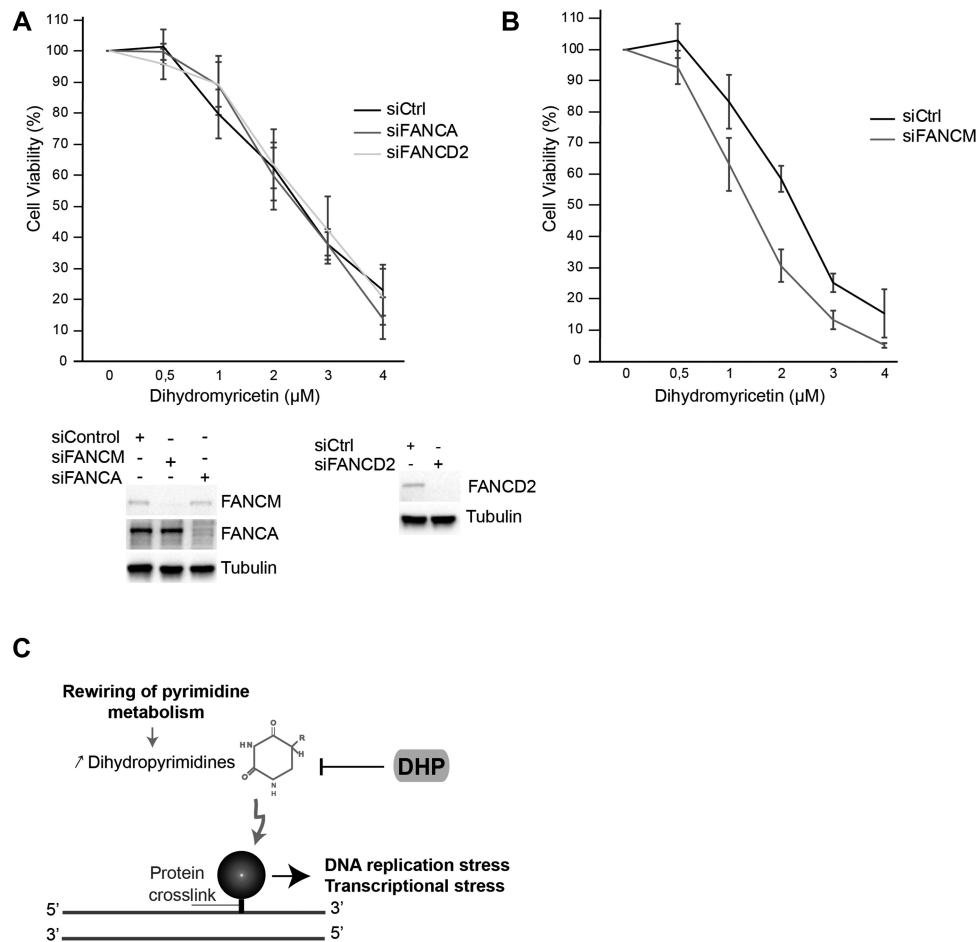 A
110
100
90
80
70
60
50
40
30
20
10
0
Cell Viability (%)
0 0,5 1 2 3 4
Dihydromyricetin (µM)
siCtrl
siFANCA
siFANCD2
B
110
100
90
80
70
60
50
40
30
20
10
0
Cell Viability (%)
0 0,5 1 2 3 4
Dihydromyricetin (µM)
siCtrl
siFANCM
siControl + - -
siFANCM - + -
siFANCA - - +
FANCM
FANCA
Tubulin
siCtrl + -
siFANCD2 - +
FANCD2
Tubulin
C
Rewiring of pyrimidine
metabolism
↗ Dihydropyrimidines
O
R
HN
H
O
N
H
DHP
Protein
crosslink
DNA replication stress
Transcriptional stress
5’ 3’
3’ 5’